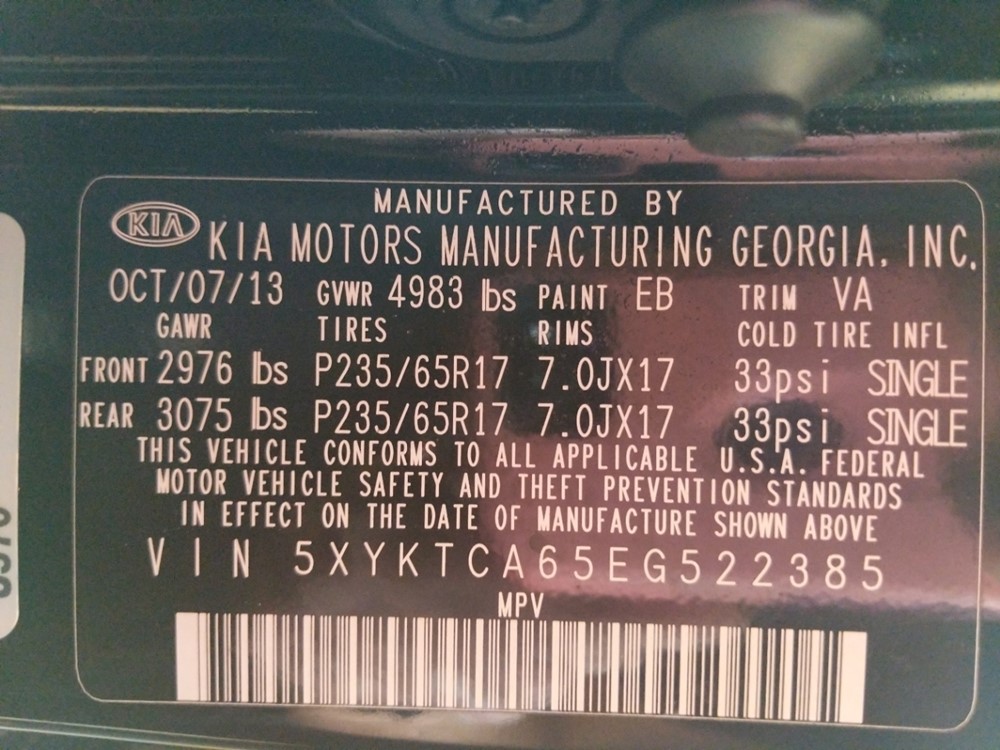 MANUFACTURED BY
KIA KIA MOTORS MANUFACTURING GEORGIA, INC.
OCT/07/13 GVWR 4983 lbs PAINT EB TRIM VA
GAWR TIRES RIMS COLD TIRE INFL
FRONT 2976 lbs P235/65R17 7.0JX17 33psi SINGLE
REAR 3075 lbs P235/65R17 7.0JX17 33psi SINGLE
THIS VEHICLE CONFORMS TO ALL APPLICABLE U.S.A. FEDERAL
MOTOR VEHICLE SAFETY AND THEFT PREVENTION STANDARDS
IN EFFECT ON THE DATE OF MANUFACTURE SHOWN ABOVE
VIN 5XYKTCA65EG522385
MPV